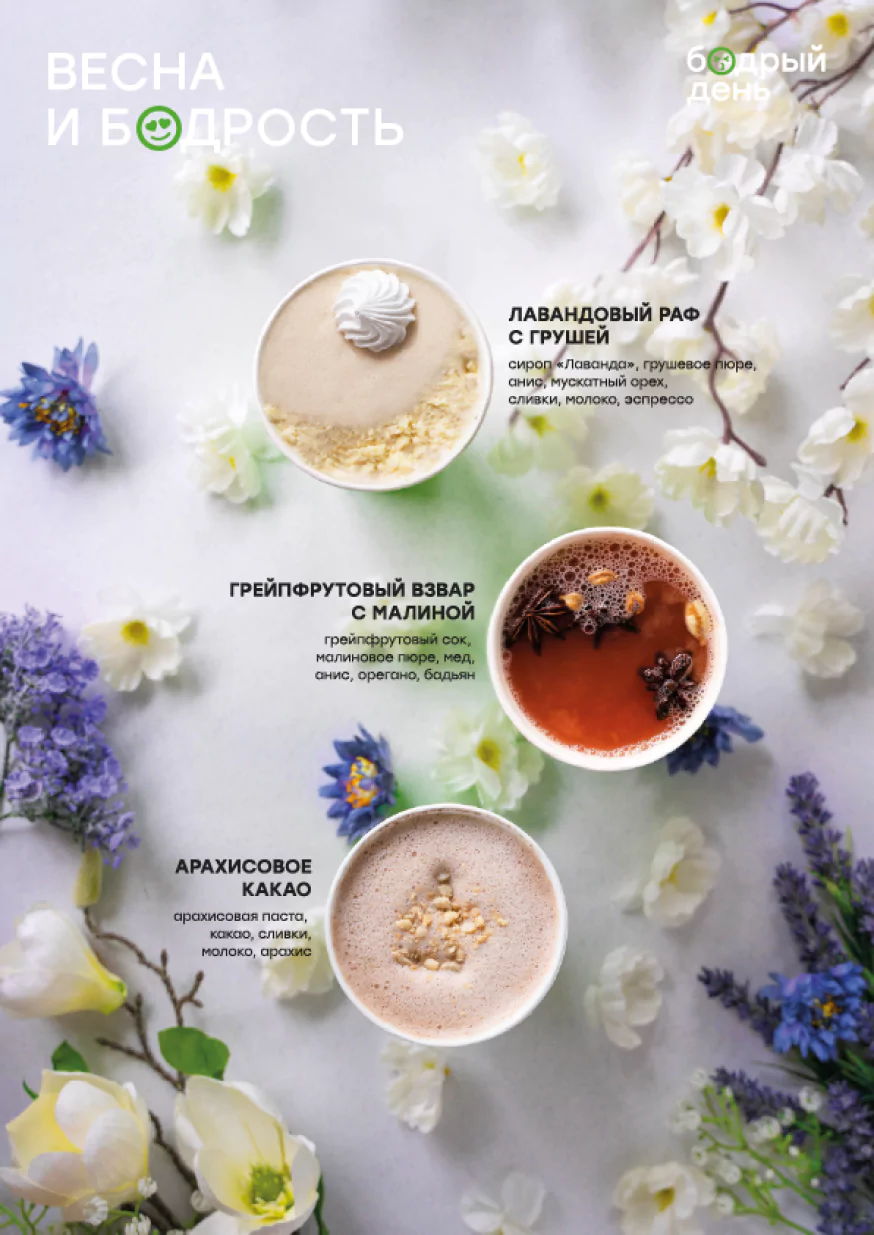 ВЕСНА
И БОДРОСТЬ
бодрый
день
ЛАВАНДОВЫЙ РАФ
С ГРУШЕЙ
сироп «Лаванда», грушевое пюре,
анис, мускатный орех,
сливки, молоко, эспрессо
ГРЕЙПФРУТОВЫЙ ВЗВАР
С МАЛИНОЙ
грейпфрутовый сок,
малиновое пюре, мед,
анис, орегано, бадьян
АРАХИСОВОЕ
КАКАО
арахисовая паста,
какао, сливки,
молоко, арахис